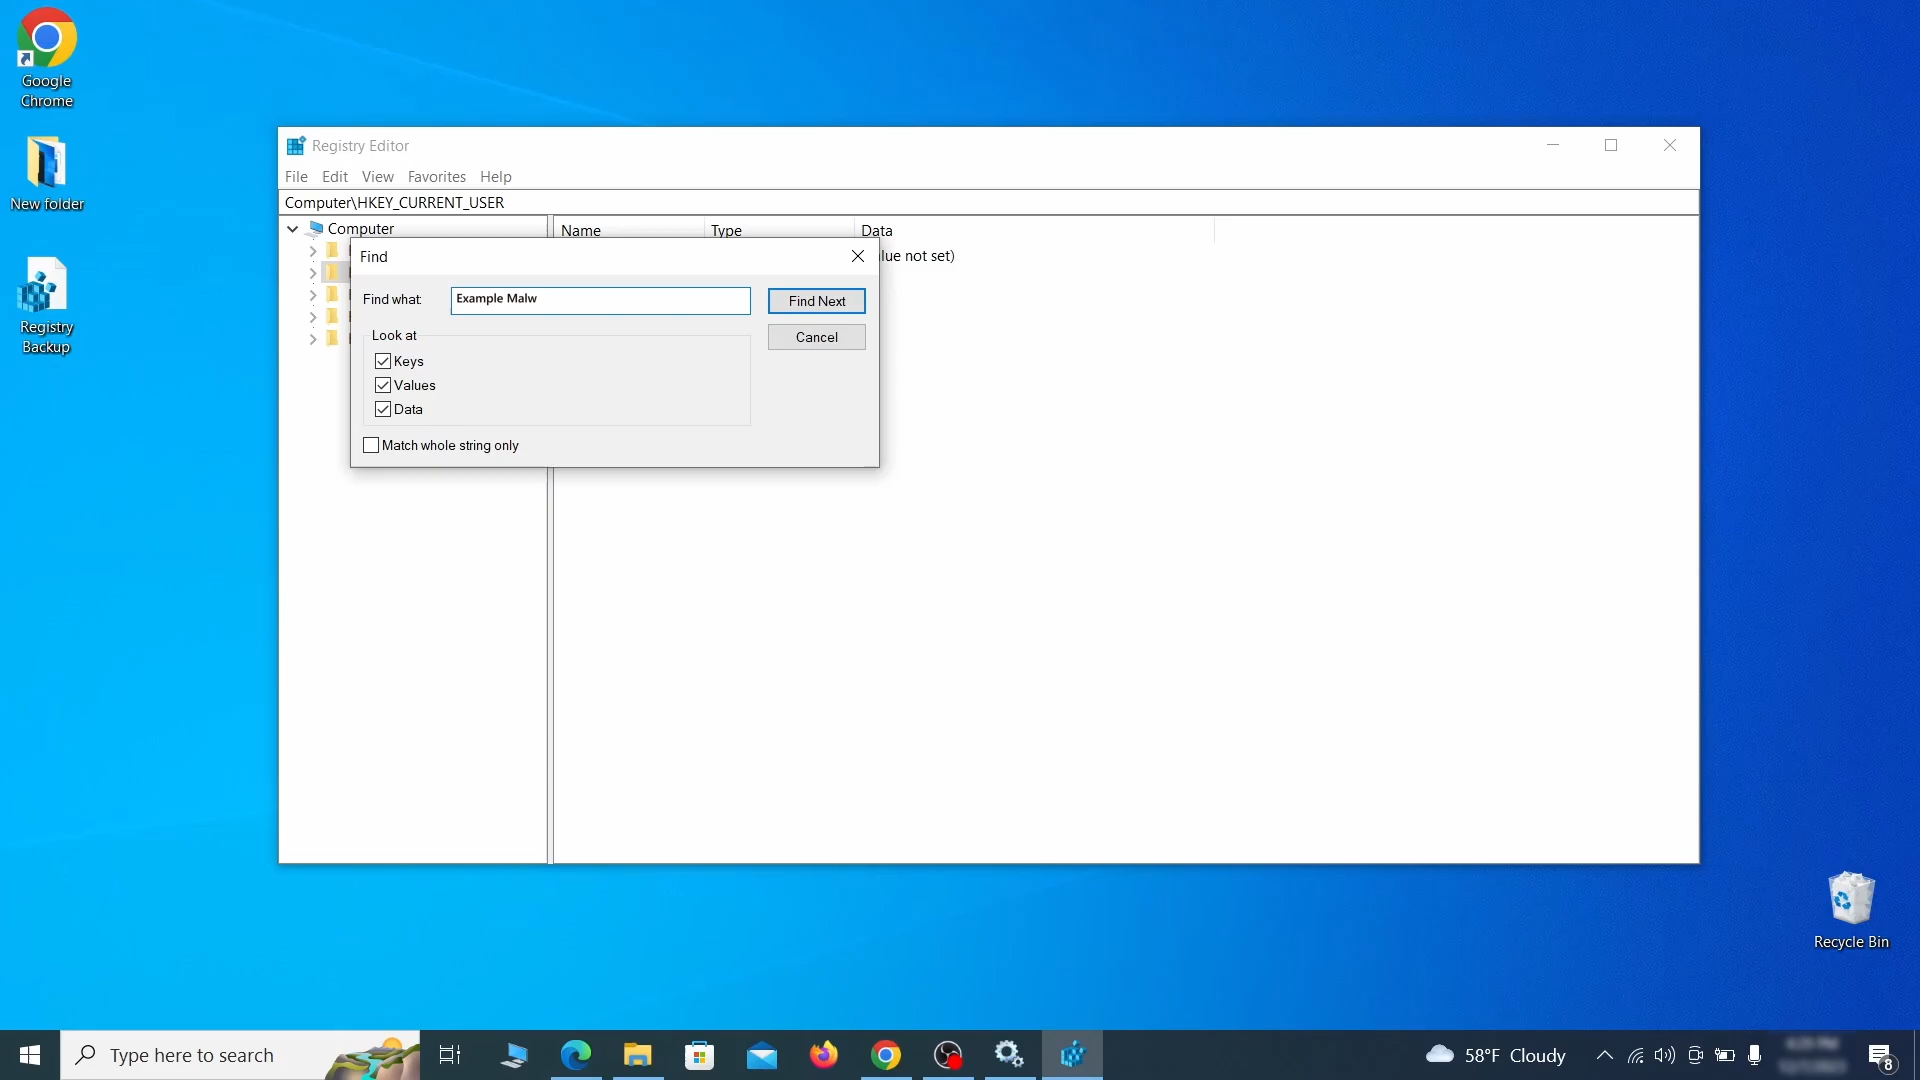 Google
Chrome
New folder
Registry
Backup
Registry Editor
File Edit View Favorites Help
Computer\HKEY_CURRENT_USER
Computer
Name Type Data
lue not set)
Find
Find what:
Example Malw
Find Next
Look at
Cancel
Keys
Values
Data
Match whole string only
Recycle Bin
Type here to search
58°F Cloudy
8